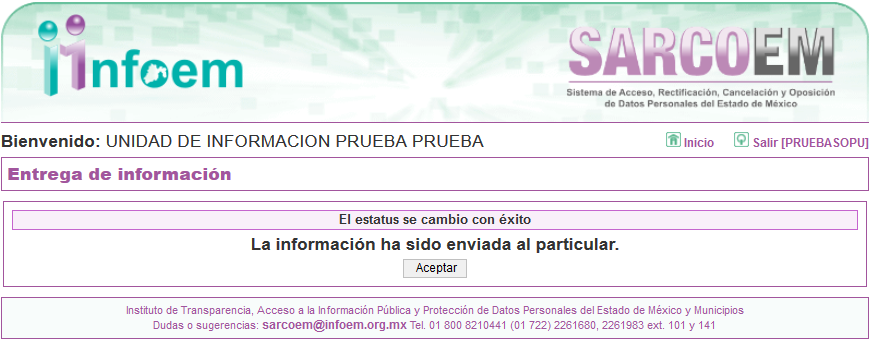 infoem
SARCOEM
Sistema de Acceso, Rectificación, Cancelación y Oposición
de Datos Personales del Estado de México
Bienvenido: UNIDAD DE INFORMACION PRUEBA PRUEBA
Inicio
Salir [PRUEBASOPU]
Entrega de información
El estatus se cambio con éxito
La información ha sido enviada al particular.
Aceptar
Instituto de Transparencia, Acceso a la Información Pública y Protección de Datos Personales del Estado de México y Municipios
Dudas o sugerencias: sarcoem@infoem.org.mx Tel. 01 800 8210441 (01 722) 2261680, 2261983 ext. 101 y 141